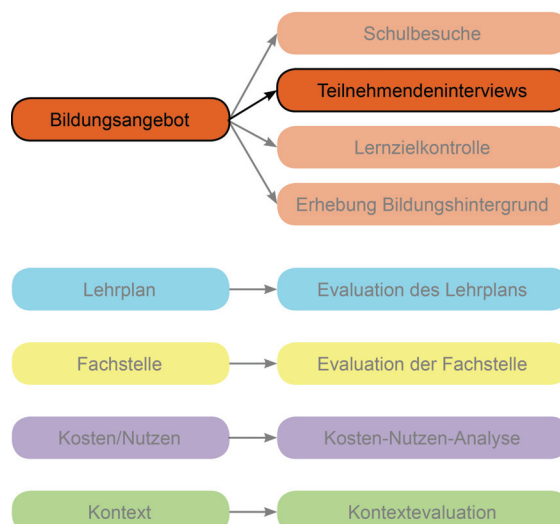 Schulbesuche
Teilnehmendeninterviews
Bildungsangebot
Lernzielkontrolle
Erhebung Bildungshintergrund
Lehrplan
Evaluation des Lehrplans
Fachstelle
Evaluation der Fachstelle
Kosten/Nutzen
Kosten-Nutzen-Analyse
Kontext
Kontextevaluation